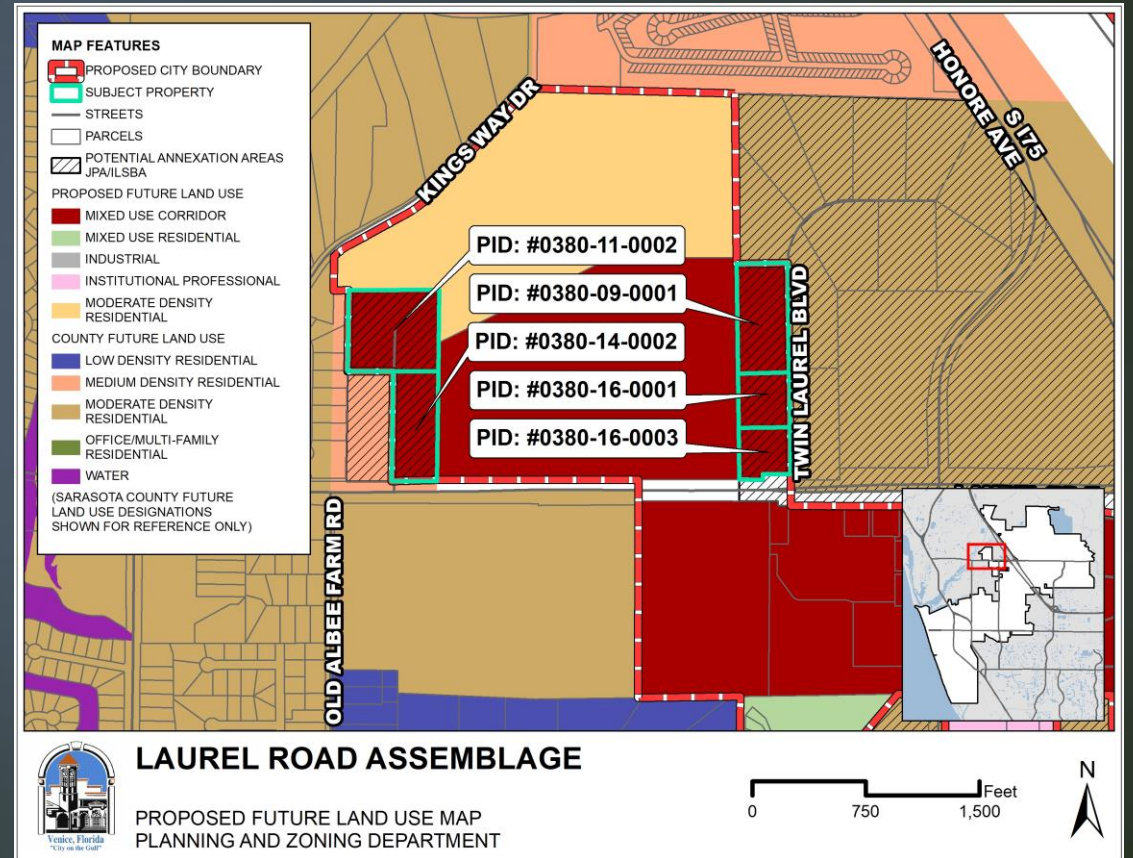 MAP FEATURES
PROPOSED CITY BOUNDARY
SUBJECT PROPERTY
STREETS
PARCELS
POTENTIAL ANNEXATION AREAS
JPA/ILSBA
PROPOSED FUTURE LAND USE
MIXED USE CORRIDOR
MIXED USE RESIDENTIAL
INDUSTRIAL
INSTITUTIONAL PROFESSIONAL
MODERATE DENSITY
RESIDENTIAL
COUNTY FUTURE LAND USE
LOW DENSITY RESIDENTIAL
MEDIUM DENSITY RESIDENTIAL
MODERATE DENSITY
RESIDENTIAL
OFFICE/MULTI-FAMILY
RESIDENTIAL
WATER
(SARASOTA COUNTY FUTURE
LAND USE DESIGNATIONS
SHOWN FOR REFERENCE ONLY)
KINGS WAY DR
HONORE AVE
S I75
PID: #0380-11-0002
PID: #0380-09-0001
PID: #0380-14-0002
PID: #0380-16-0001
PID: #0380-16-0003
TWIN LAUREL BLVD
OLD ALBEE FARM RD
Venice, Florida
"City on the Gulf"
LAUREL ROAD ASSEMBLAGE
PROPOSED FUTURE LAND USE MAP
PLANNING AND ZONING DEPARTMENT
Feet
0 750 1,500
N